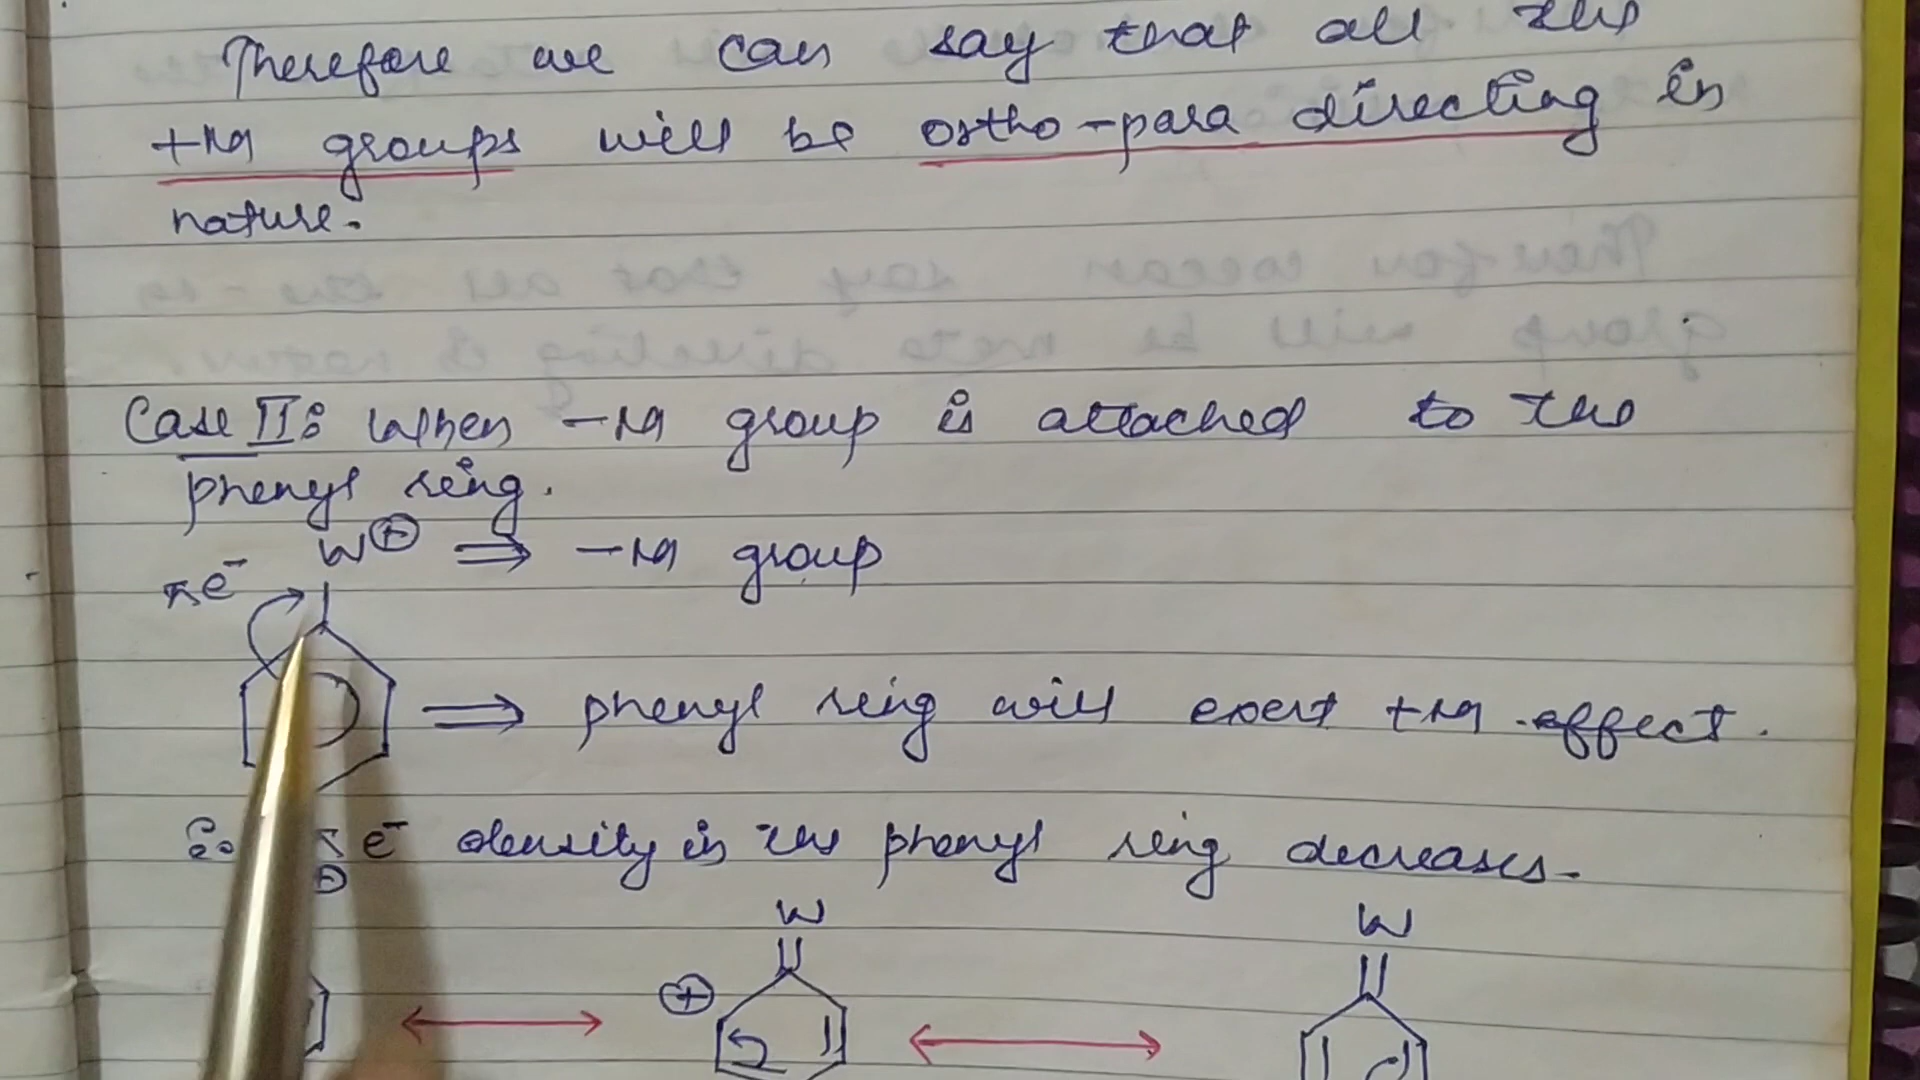 Therefore we can say that all the
+M groups will be ortho-para directing in
nature.
Case II: When -M group is attached to the
phenyl ring.
W⊕ ⇒ -M group
πe⁻
⇒ phenyl ring will exert +M effect.
So πe⁻ density in the phenyl ring decreases.
⊕
W W
⊕